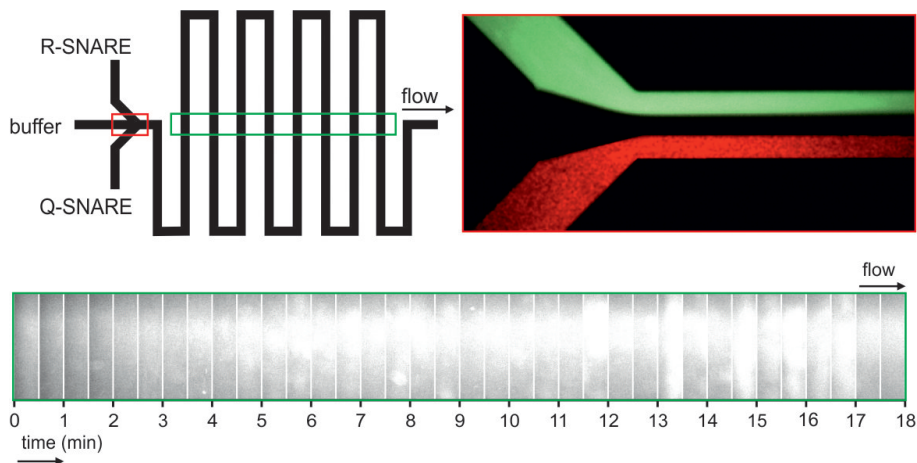 R-SNARE
buffer
Q-SNARE
flow
flow
0 1 2 3 4 5 6 7 8 9 10 11 12 13 14 15 16 17 18
time (min)